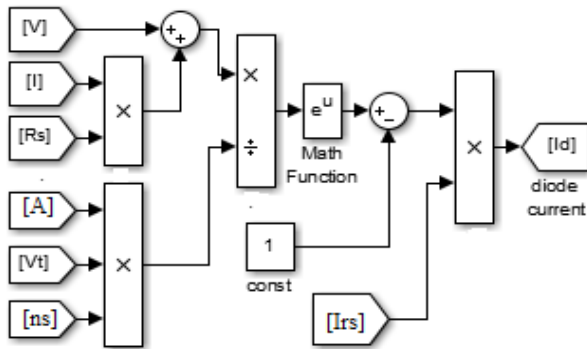 [V]
[I]
[Rs]
[A]
[Vt]
[ns]
+
+
×
×
×
÷
e^u
Math
Function
+
−
1
const
[Irs]
×
[Id]
diode
current